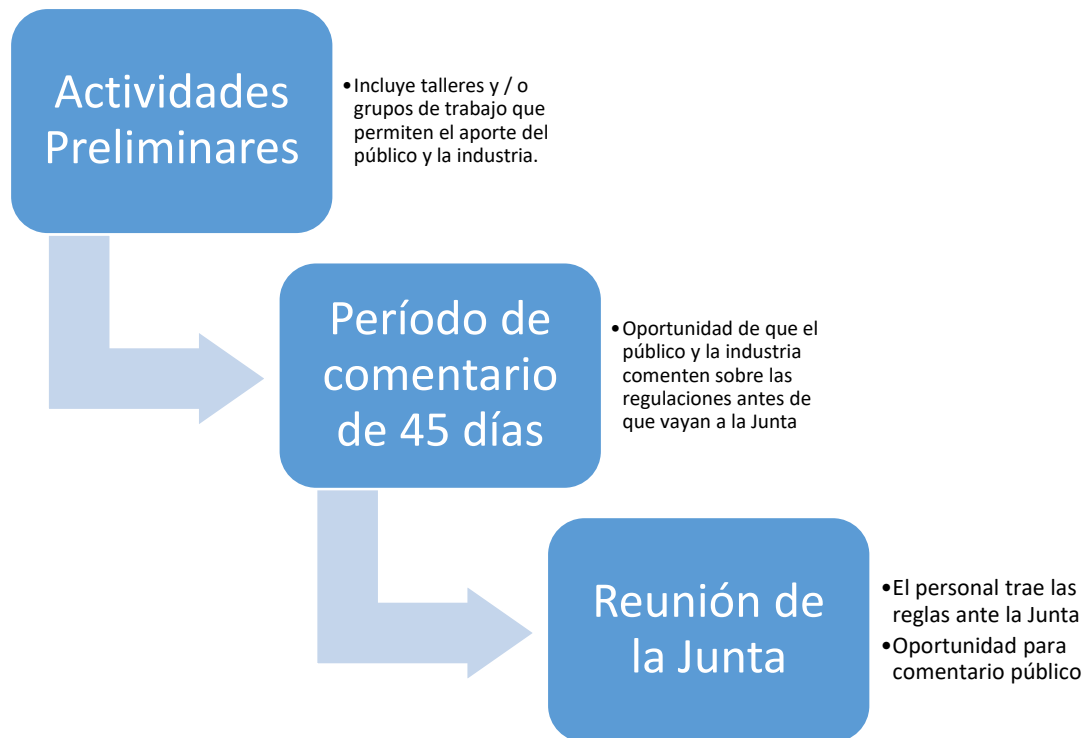 Actividades
Preliminares
•Incluye talleres y / o
grupos de trabajo que
permiten el aporte del
público y la industria.
Período de
comentario
de 45 días
•Oportunidad de que el
público y la industria
comenten sobre las
regulaciones antes de
que vayan a la Junta
Reunión de
la Junta
•El personal trae las
reglas ante la Junta
•Oportunidad para
comentario público